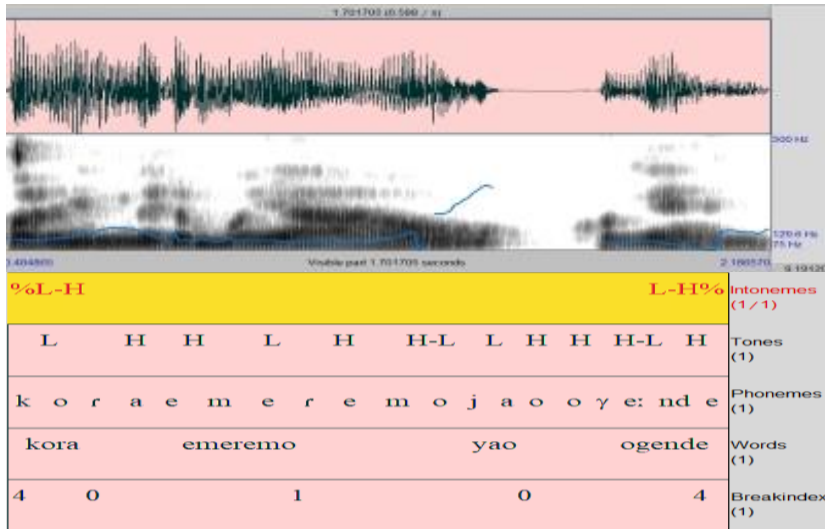 1.701703 (0.588 / s)
500 Hz
129.6 Hz
75 Hz
0.484865 Visible part 1.701705 seconds 2.186570
%L-H L-H% Intonemes
(1/1)
L H H L H H-L L H H H-L H Tones
(1)
k o ɾ a e m e ɾ e m o j a o o ɣ e: nd e Phonemes
(1)
kora emeremo yao ogende Words
(1)
4 0 1 0 4 Breakindex
(1)